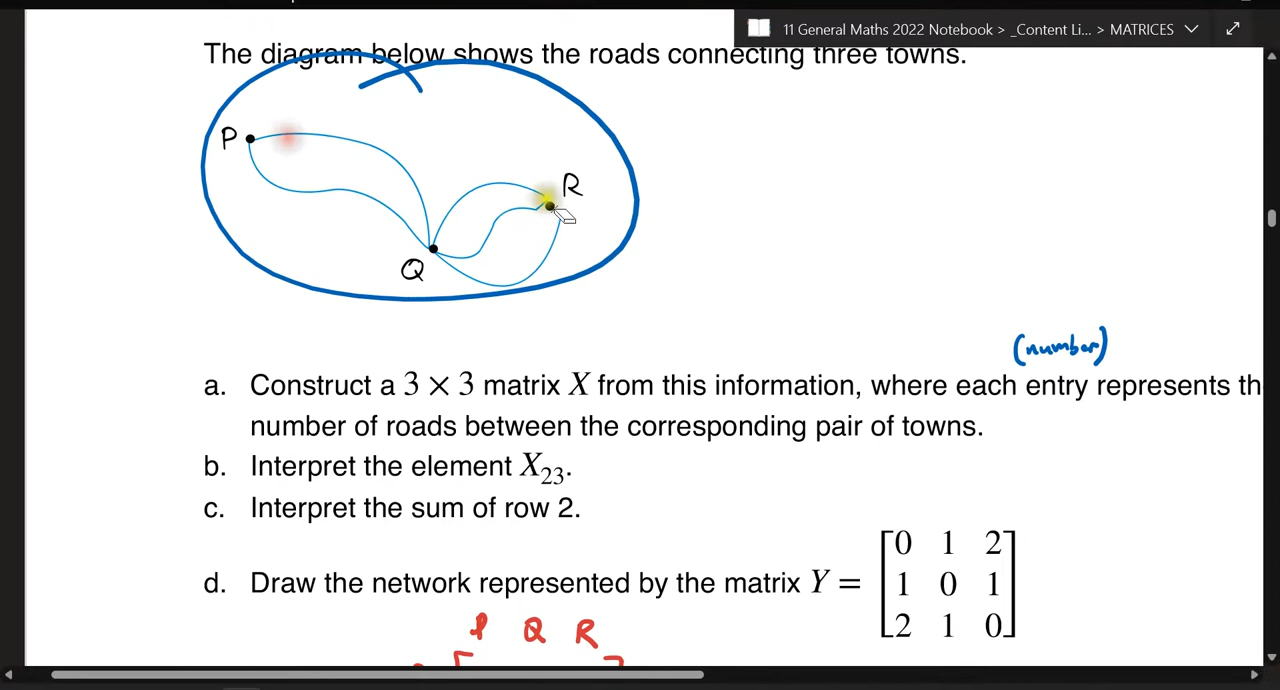 11 General Maths 2022 Notebook > _Content Li... > MATRICES
The diagram below shows the roads connecting three towns.
P
R
Q
(number)
a. Construct a 3 × 3 matrix X from this information, where each entry represents th
number of roads between the corresponding pair of towns.
b. Interpret the element X₂₃.
c. Interpret the sum of row 2.
d. Draw the network represented by the matrix Y = [0 1 2
1 0 1
2 1 0]
P Q R